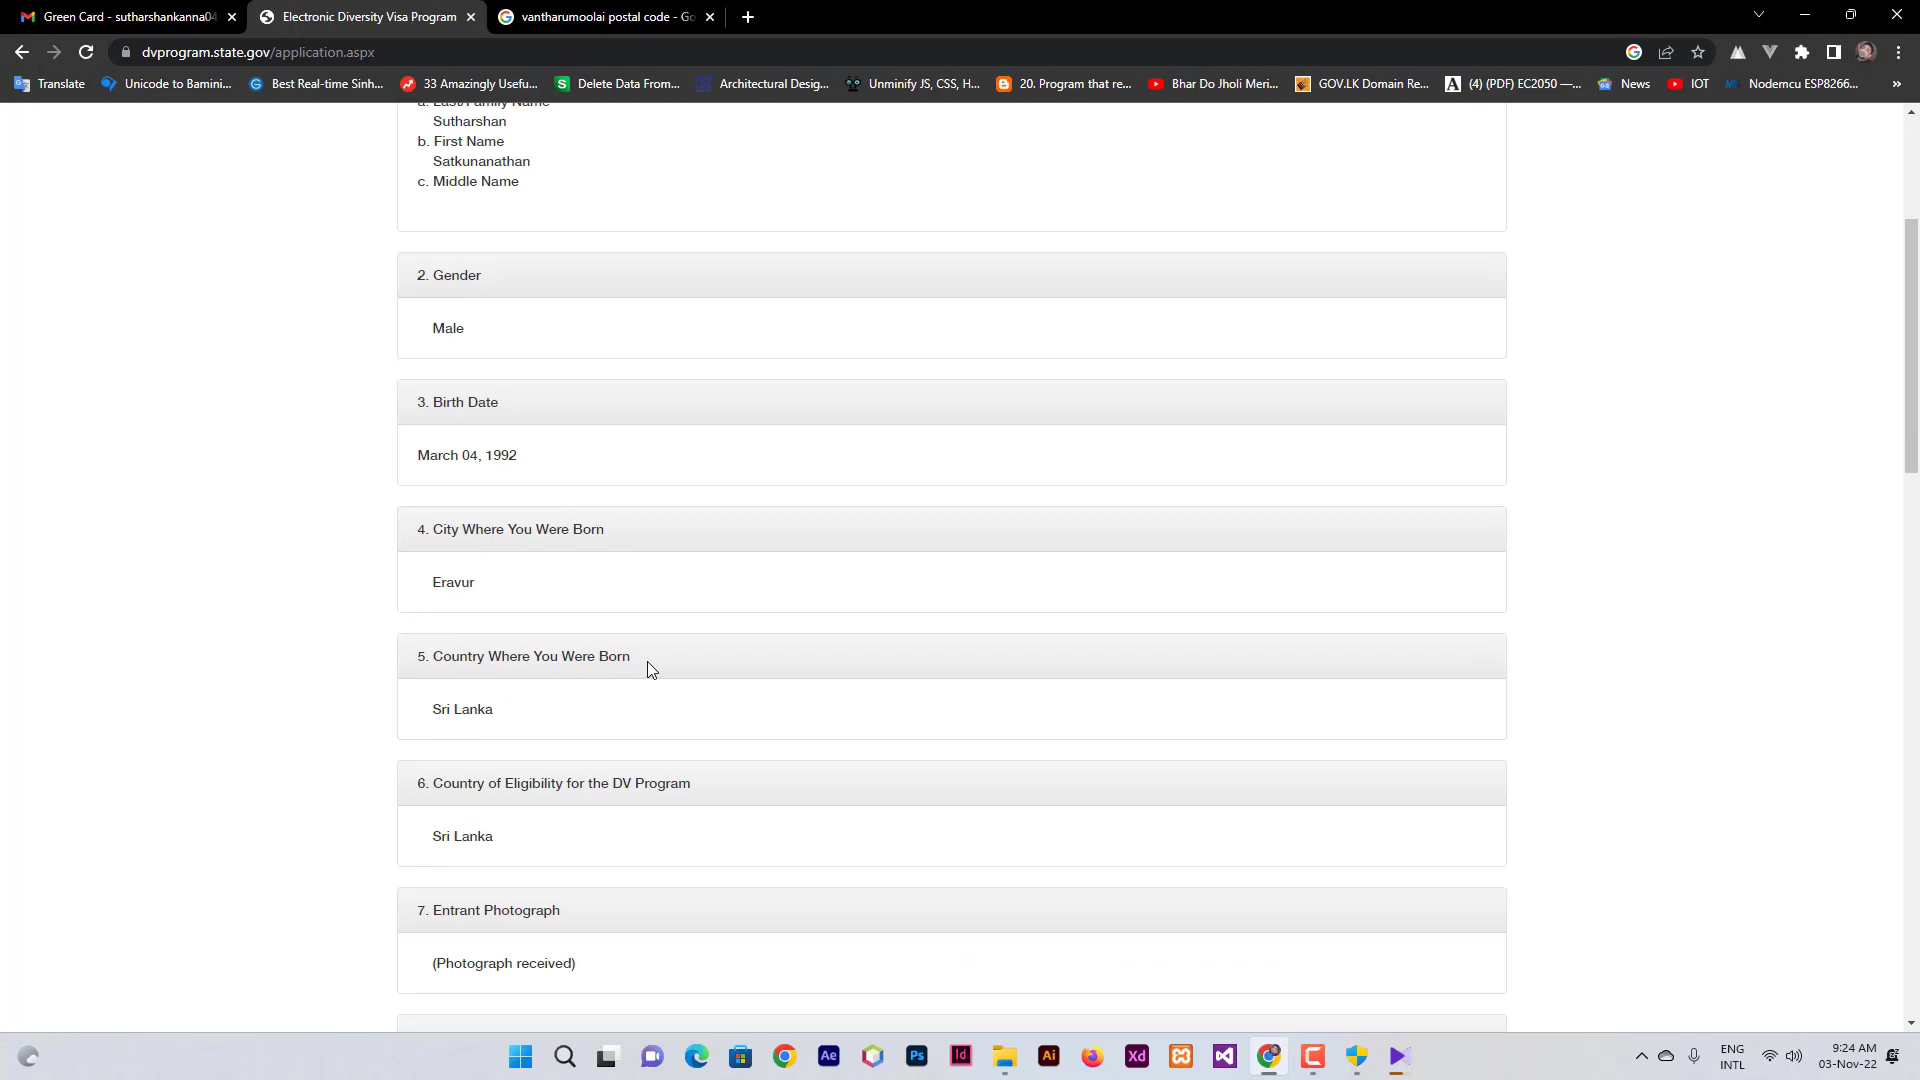 Green Card - sutharshankanna04
Electronic Diversity Visa Program
vantharumoolai postal code - Go
dvprogram.state.gov/application.aspx
Translate
Unicode to Bamini...
Best Real-time Sinh...
33 Amazingly Usefu...
Delete Data From...
Architectural Desig...
Unminify JS, CSS, H...
20. Program that re...
Bhar Do Jholi Meri...
GOV.LK Domain Re...
(4) (PDF) EC2050 —...
News
IOT
Nodemcu ESP8266...
a. Last/Family Name
Sutharshan
b. First Name
Satkunanathan
c. Middle Name
2. Gender
Male
3. Birth Date
March 04, 1992
4. City Where You Were Born
Eravur
5. Country Where You Were Born
Sri Lanka
6. Country of Eligibility for the DV Program
Sri Lanka
7. Entrant Photograph
(Photograph received)
ENG
INTL
9:24 AM
03-Nov-22